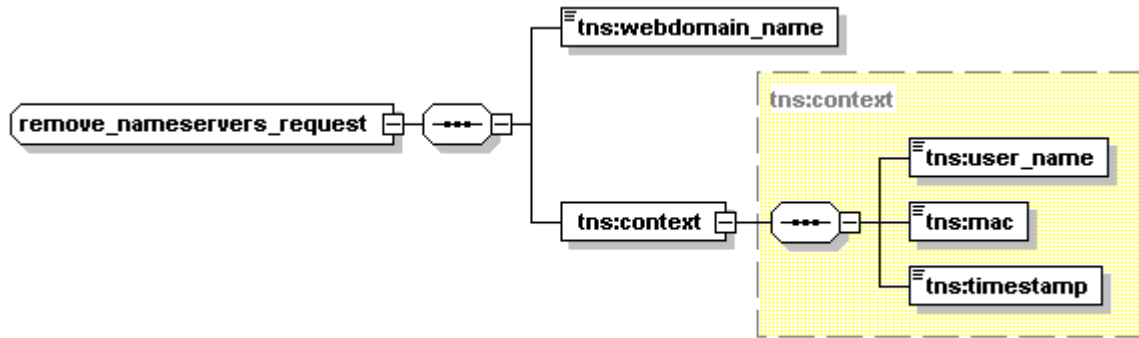 tns:webdomain_name
tns:context
remove_nameservers_request
tns:user_name
tns:context
tns:mac
tns:timestamp